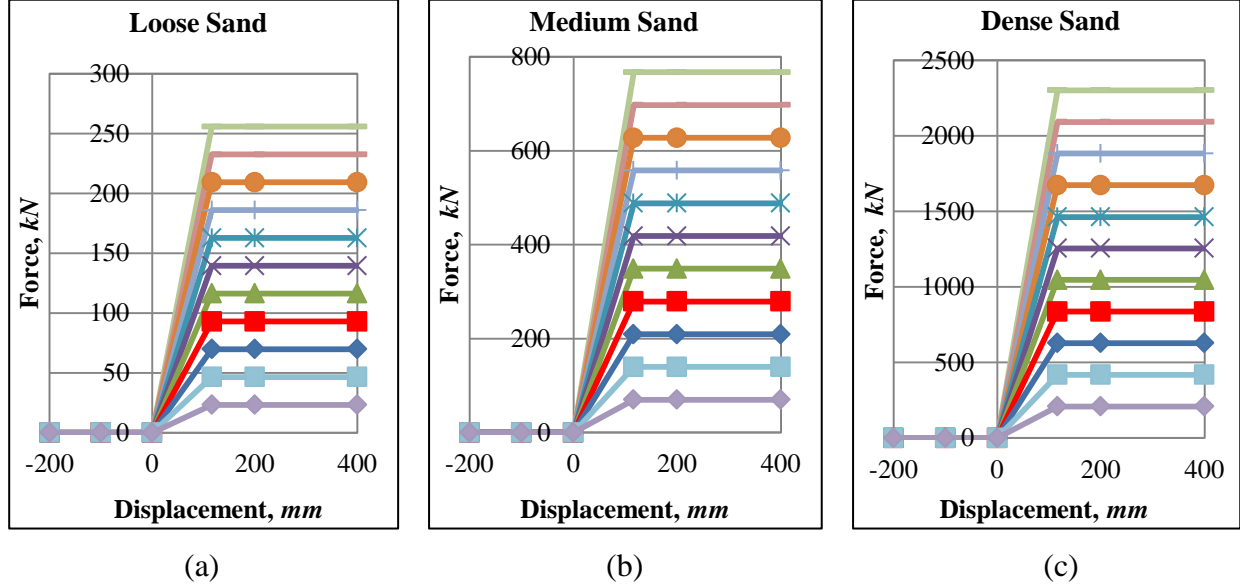 Loose Sand
300
250
200
150
100
50
0
-200 0 200 400
Force, kN
Displacement, mm
(a)
Medium Sand
800
600
400
200
0
-200 0 200 400
Force, kN
Displacement, mm
(b)
Dense Sand
2500
2000
1500
1000
500
0
-200 0 200 400
Force, kN
Displacement, mm
(c)